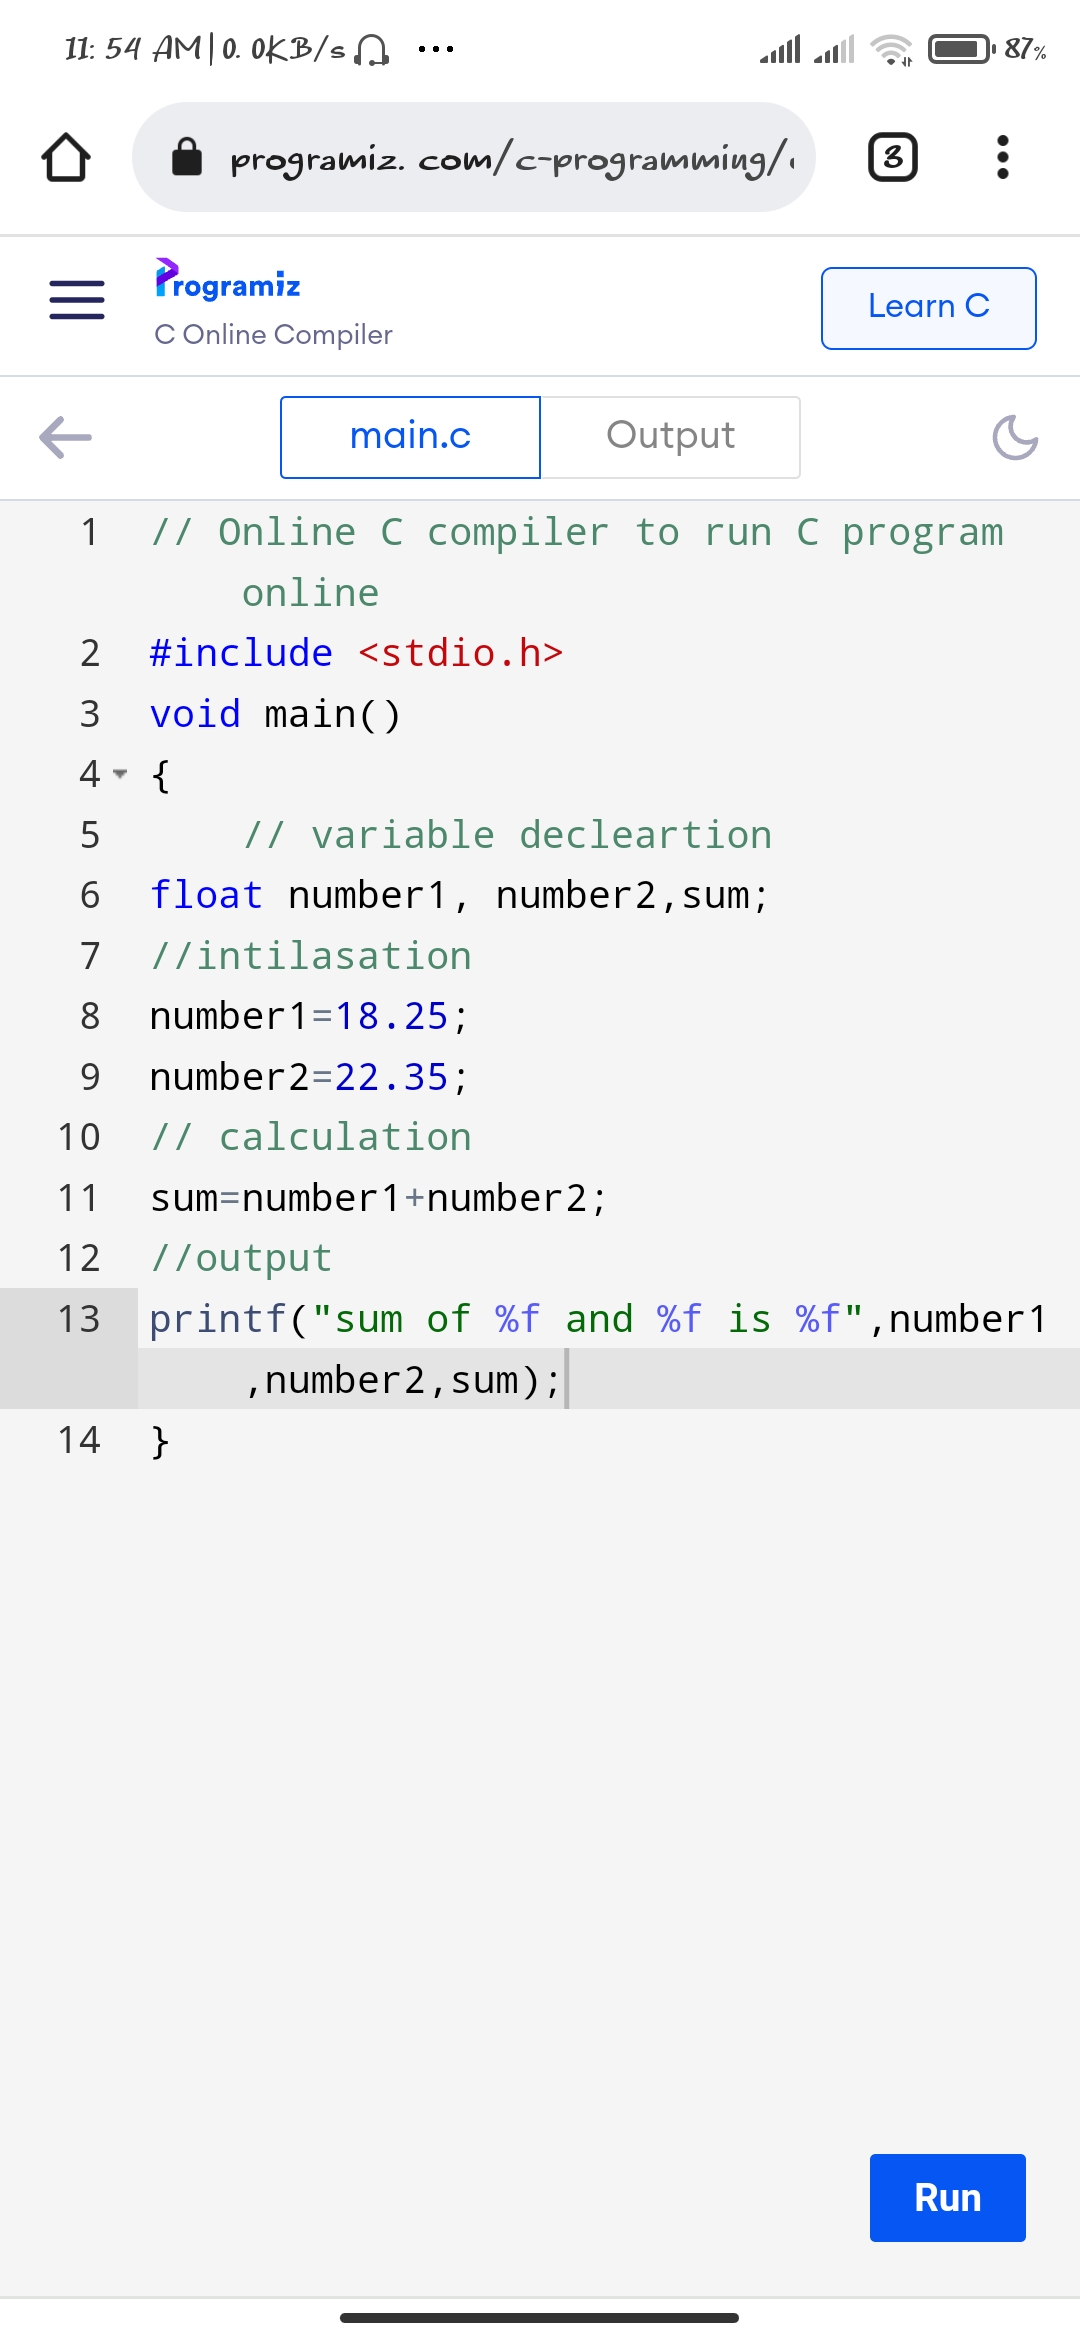 11:54 AM|0.0KB/s ... 87%
programiz.com/c-programming/ 3
Programiz
C Online Compiler
Learn C
main.c Output
1 // Online C compiler to run C program
online
2 #include <stdio.h>
3 void main()
4 {
5 // variable decleartion
6 float number1, number2,sum;
7 //intilasation
8 number1=18.25;
9 number2=22.35;
10 // calculation
11 sum=number1+number2;
12 //output
13 printf("sum of %f and %f is %f",number1
,number2,sum);
14 }
Run